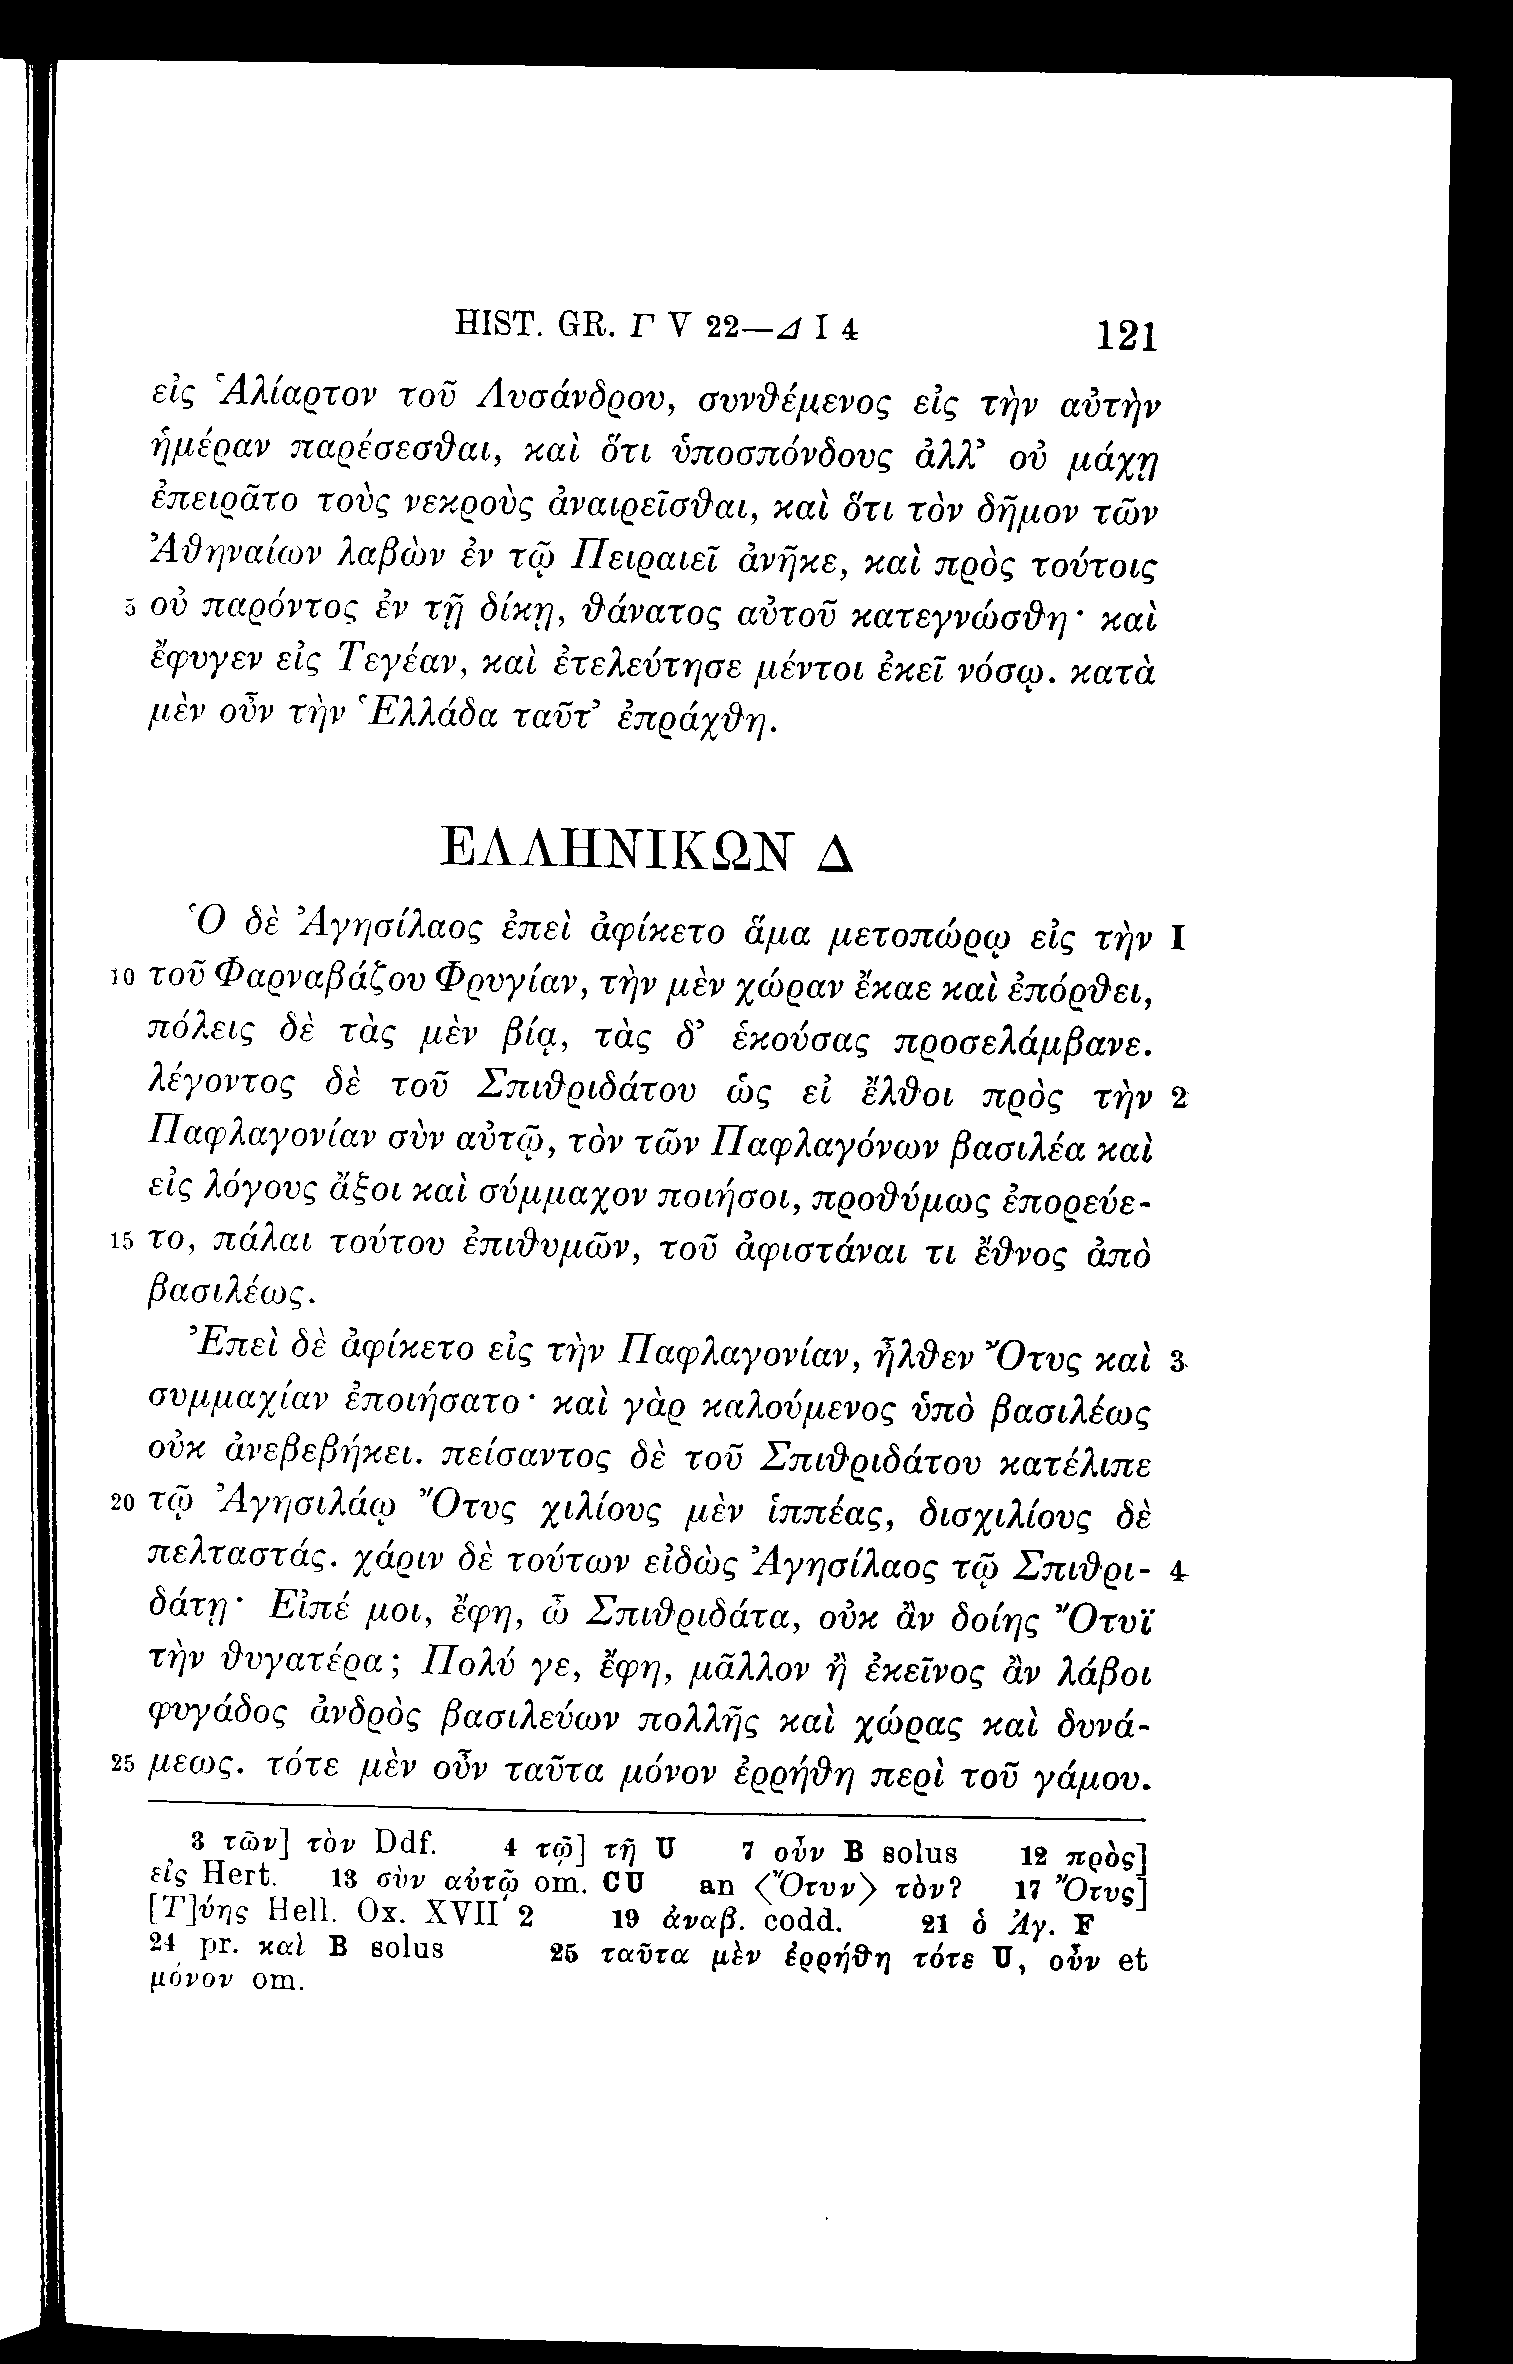 HIST. GR. Γ V 22—Δ I 4 121
εἰς Ἁλίαρτον τοῦ Λυσάνδρου, συνθέμενος εἰς τὴν αὐτὴν
ἡμέραν παρέσεσθαι, καὶ ὅτι ὑποσπόνδους ἀλλ’ οὐ μάχῃ
ἐπειρᾶτο τοὺς νεκροὺς ἀναιρεῖσθαι, καὶ ὅτι τὸν δῆμον τῶν
Ἀθηναίων λαβὼν ἐν τῷ Πειραιεῖ ἀνῆκε, καὶ πρὸς τούτοις
5 οὐ παρόντος ἐν τῇ δίκῃ, θάνατος αὐτοῦ κατεγνώσθη· καὶ
ἔφυγεν εἰς Τεγέαν, καὶ ἐτελεύτησε μέντοι ἐκεῖ νόσῳ. κατὰ
μὲν οὖν τὴν Ἑλλάδα ταῦτ’ ἐπράχθη.
ΕΛΛΗΝΙΚΩΝ Δ
Ὁ δὲ Ἀγησίλαος ἐπεὶ ἀφίκετο ἅμα μετοπώρῳ εἰς τὴν I
10 τοῦ Φαρναβάζου Φρυγίαν, τὴν μὲν χώραν ἔκαε καὶ ἐπόρθει,
πόλεις δὲ τὰς μὲν βίᾳ, τὰς δ’ ἑκούσας προσελάμβανε.
λέγοντος δὲ τοῦ Σπιθριδάτου ὡς εἰ ἔλθοι πρὸς τὴν 2
Παφλαγονίαν σὺν αὐτῷ, τὸν τῶν Παφλαγόνων βασιλέα καὶ
εἰς λόγους ἄξοι καὶ σύμμαχον ποιήσοι, προθύμως ἐπορεύε-
15 το, πάλαι τούτου ἐπιθυμῶν, τοῦ ἀφιστάναι τι ἔθνος ἀπὸ
βασιλέως.
Ἐπεὶ δὲ ἀφίκετο εἰς τὴν Παφλαγονίαν, ἦλθεν Ὄτυς καὶ 3
συμμαχίαν ἐποιήσατο· καὶ γὰρ καλούμενος ὑπὸ βασιλέως
οὐκ ἀνεβεβήκει. πείσαντος δὲ τοῦ Σπιθριδάτου κατέλιπε
20 τῷ Ἀγησιλάῳ Ὄτυς χιλίους μὲν ἱππέας, δισχιλίους δὲ
πελταστάς. χάριν δὲ τούτων εἰδὼς Ἀγησίλαος τῷ Σπιθρι- 4
δάτῃ· Εἰπέ μοι, ἔφη, ὦ Σπιθριδάτα, οὐκ ἂν δοίης Ὄτυϊ
τὴν θυγατέρα; Πολύ γε, ἔφη, μᾶλλον ἢ ἐκεῖνος ἂν λάβοι
φυγάδος ἀνδρὸς βασιλεύων πολλῆς καὶ χώρας καὶ δυνά-
25 μεως. τότε μὲν οὖν ταῦτα μόνον ἐρρήθη περὶ τοῦ γάμου.
3 τῶν] τὸν Ddf. 4 τῷ] τῇ U 7 οὖν B solus 12 πρὸς]
εἰς Hert. 13 σὺν αὐτῷ om. CU an ⟨Ὄτυν⟩ τὸν? 17 Ὄτυς]
[Τ]ύης Hell. Ox. XVII 2 19 ἀναβ. codd. 21 ὁ Ἀγ. F
24 pr. καὶ B solus 25 ταῦτα μὲν ἐρρήθη τότε U, οὖν et
μόνον om.